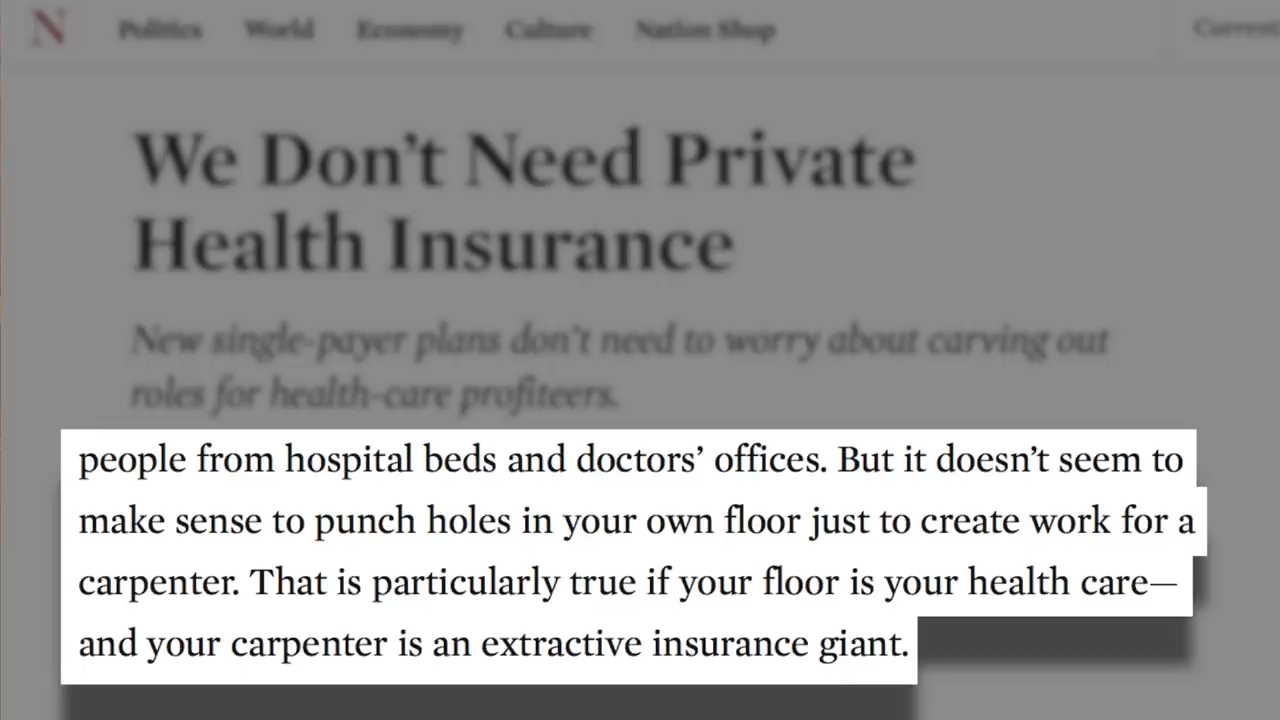 N Politics World Economy Culture Nation Shop Current
We Don’t Need Private
Health Insurance
New single-payer plans don’t need to worry about carving out
roles for health-care profiteers.
people from hospital beds and doctors’ offices. But it doesn’t seem to
make sense to punch holes in your own floor just to create work for a
carpenter. That is particularly true if your floor is your health care—
and your carpenter is an extractive insurance giant.